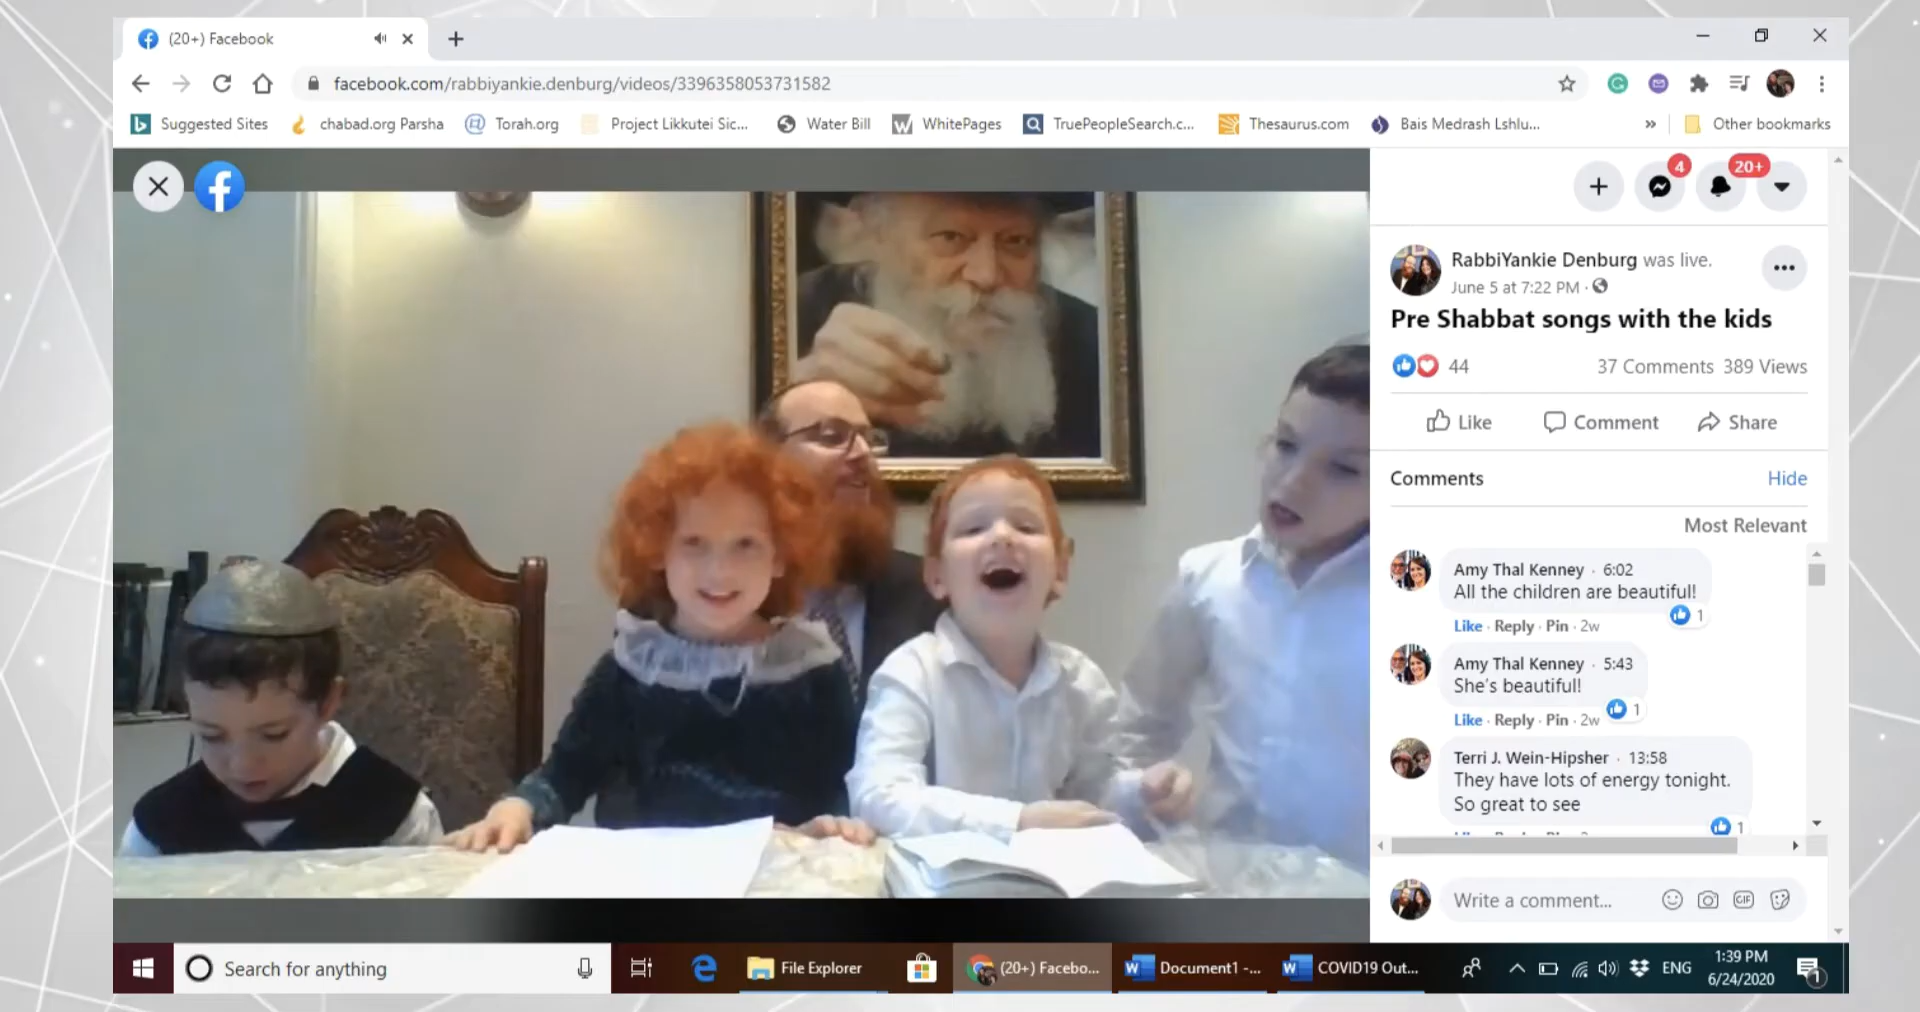 (20+) Facebook
facebook.com/rabbiyankie.denburg/videos/3396358053731582
Suggested Sites
chabad.org Parsha
Torah.org
Project Likkutei Sic...
Water Bill
WhitePages
TruePeopleSearch.c...
Thesaurus.com
Bais Medrash Lshlu...
»
Other bookmarks
4
20+
RabbiYankie Denburg was live.
June 5 at 7:22 PM ·
Pre Shabbat songs with the kids
44
37 Comments 389 Views
Like
Comment
Share
Comments
Hide
Most Relevant
Amy Thal Kenney · 6:02
All the children are beautiful!
1
Like · Reply · Pin · 2w
Amy Thal Kenney · 5:43
She's beautiful!
1
Like · Reply · Pin · 2w
Terri J. Wein-Hipsher · 13:58
They have lots of energy tonight.
So great to see
1
Write a comment...
GIF
Search for anything
File Explorer
(20+) Facebo...
Document1 -...
COVID19 Out...
ENG
1:39 PM
6/24/2020
1